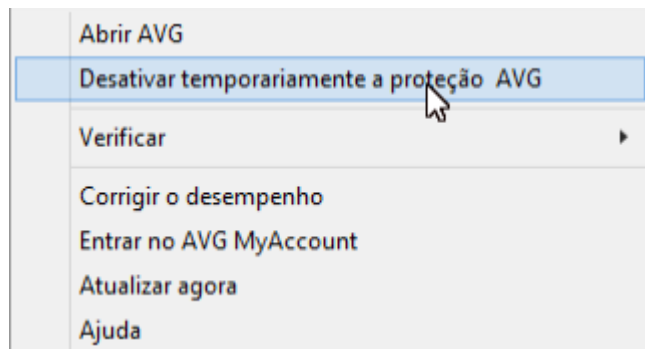 Abrir AVG
Desativar temporariamente a proteção  AVG
Verificar
Corrigir o desempenho
Entrar no AVG MyAccount
Atualizar agora
Ajuda